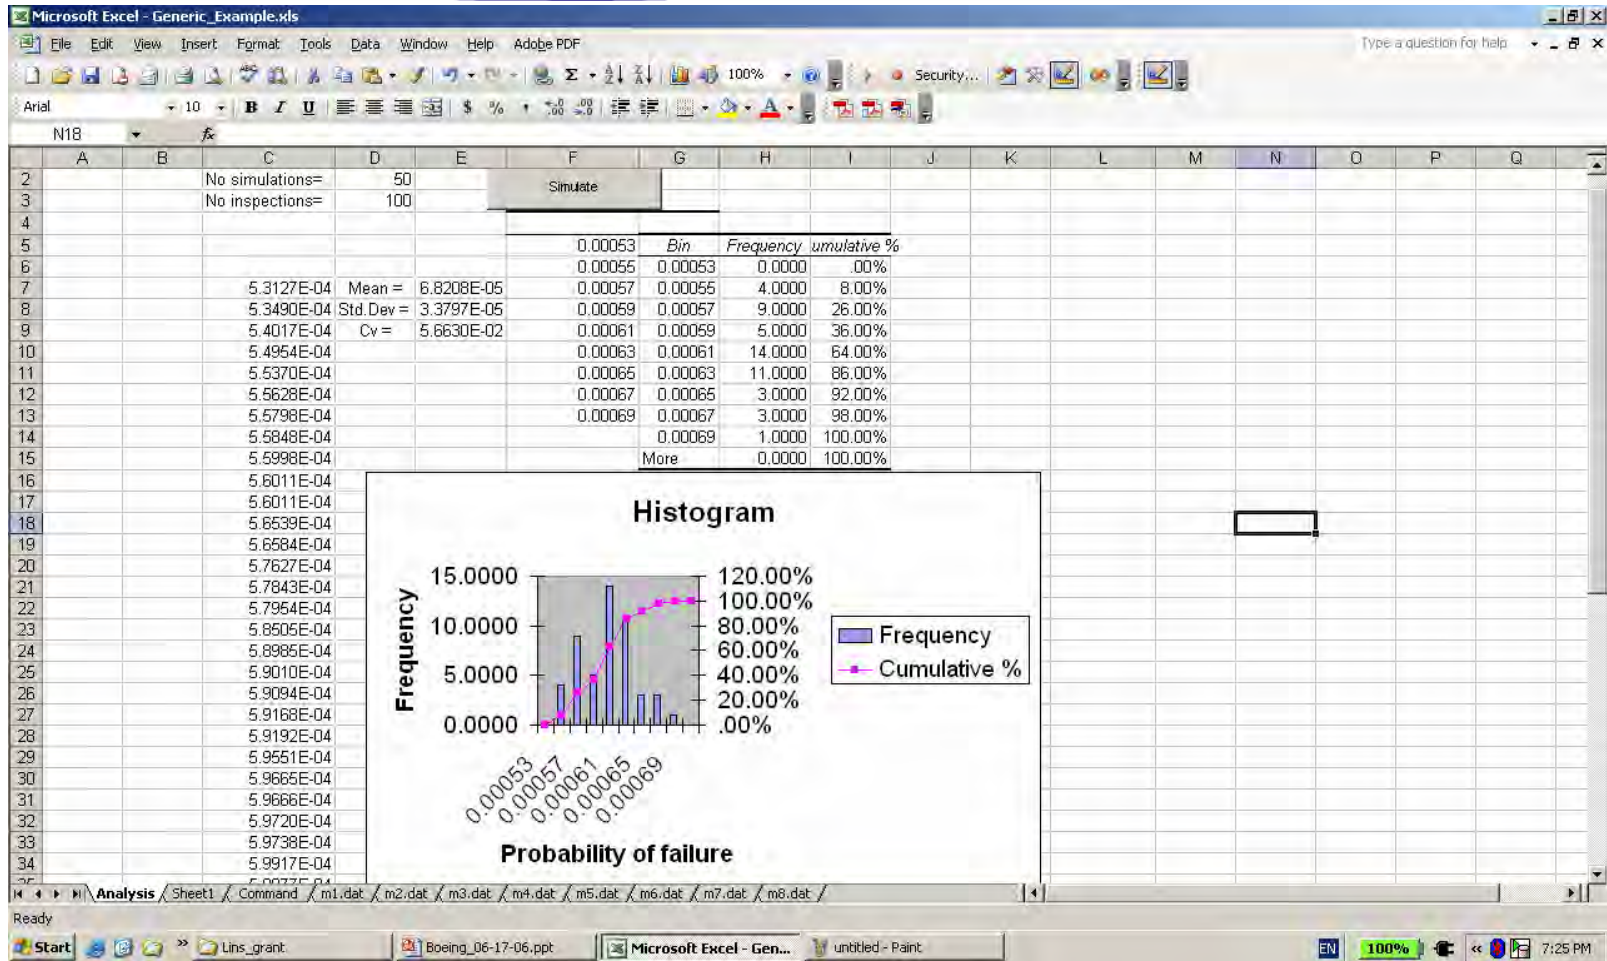 Microsoft Excel - Generic_Example.xls
File Edit View Insert Format Tools Data Window Help Adobe PDF Type a question for help
100% Security...
Arial 10 B I U $ %
N18 fx
A B C D E F G H I J K L M N O P Q
2 No simulations= 50 Simulate
3 No inspections= 100
4
5 0.00053 Bin Frequency umulative %
6 0.00055 0.00053 0.0000 .00%
7 5.3127E-04 Mean = 6.8208E-05 0.00057 0.00055 4.0000 8.00%
8 5.3490E-04 Std.Dev = 3.3797E-05 0.00059 0.00057 9.0000 26.00%
9 5.4017E-04 Cv = 5.6630E-02 0.00061 0.00059 5.0000 36.00%
10 5.4954E-04 0.00063 0.00061 14.0000 64.00%
11 5.5370E-04 0.00065 0.00063 11.0000 86.00%
12 5.5628E-04 0.00067 0.00065 3.0000 92.00%
13 5.5798E-04 0.00069 0.00067 3.0000 98.00%
14 5.5848E-04 0.00069 1.0000 100.00%
15 5.5998E-04 More 0.0000 100.00%
16 5.6011E-04
17 5.6011E-04
18 5.6539E-04
19 5.6584E-04
20 5.7627E-04
21 5.7843E-04
22 5.7954E-04
23 5.8505E-04
24 5.8985E-04
25 5.9010E-04
26 5.9094E-04
27 5.9168E-04
28 5.9192E-04
29 5.9551E-04
30 5.9665E-04
31 5.9666E-04
32 5.9720E-04
33 5.9738E-04
34 5.9917E-04
Histogram
Frequency
15.0000
10.0000
5.0000
0.0000
120.00%
100.00%
80.00%
60.00%
40.00%
20.00%
.00%
0.00053
0.00057
0.00061
0.00065
0.00069
Probability of failure
Frequency
Cumulative %
Analysis Sheet1 Command m1.dat m2.dat m3.dat m4.dat m5.dat m6.dat m7.dat m8.dat
Ready
Start Lins_grant Boeing_06-17-06.ppt Microsoft Excel - Gen... untitled - Paint EN 100% 7:25 PM